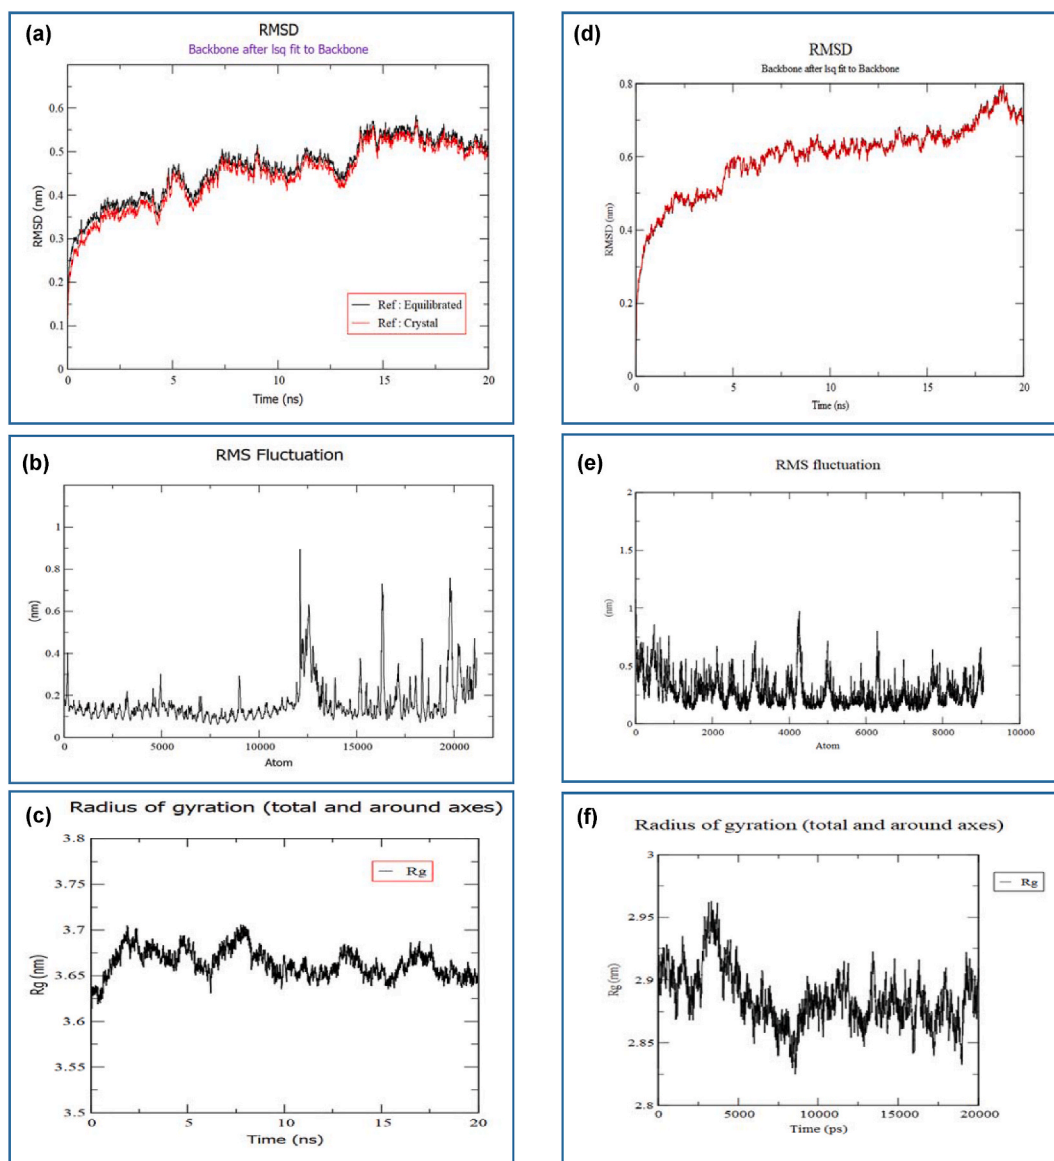 (a)
RMSD
Backbone after lsq fit to Backbone
RMSD (nm)
0.6
0.5
0.4
0.3
0.2
0.1
0
Ref : Equilibrated
Ref : Crystal
0 5 10 15 20
Time (ns)
(d)
RMSD
Backbone after lsq fit to Backbone
RMSD (nm)
0.8
0.6
0.4
0.2
0
0 5 10 15 20
Time (ns)
(b)
RMS Fluctuation
(nm)
1
0.8
0.6
0.4
0.2
0
0 5000 10000 15000 20000
Atom
(e)
RMS fluctuation
(nm)
2
1.5
1
0.5
0
0 2000 4000 6000 8000 10000
Atom
(c)
Radius of gyration (total and around axes)
Rg (nm)
3.8
3.75
3.7
3.65
3.6
3.55
3.5
Rg
0 5 10 15 20
Time (ns)
(f)
Radius of gyration (total and around axes)
Rg (nm)
3
2.95
2.9
2.85
2.8
Rg
0 5000 10000 15000 20000
Time (ps)